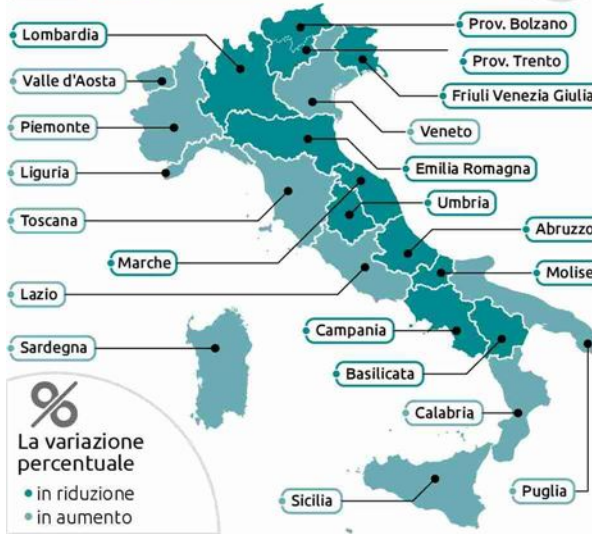 Lombardia
Prov. Bolzano
Prov. Trento
Valle d'Aosta
Friuli Venezia Giulia
Piemonte
Veneto
Liguria
Emilia Romagna
Umbria
Toscana
Abruzzo
Marche
Molise
Lazio
Campania
Sardegna
Basilicata
Calabria
%
La variazione
percentuale
• in riduzione
• in aumento
Sicilia
Puglia